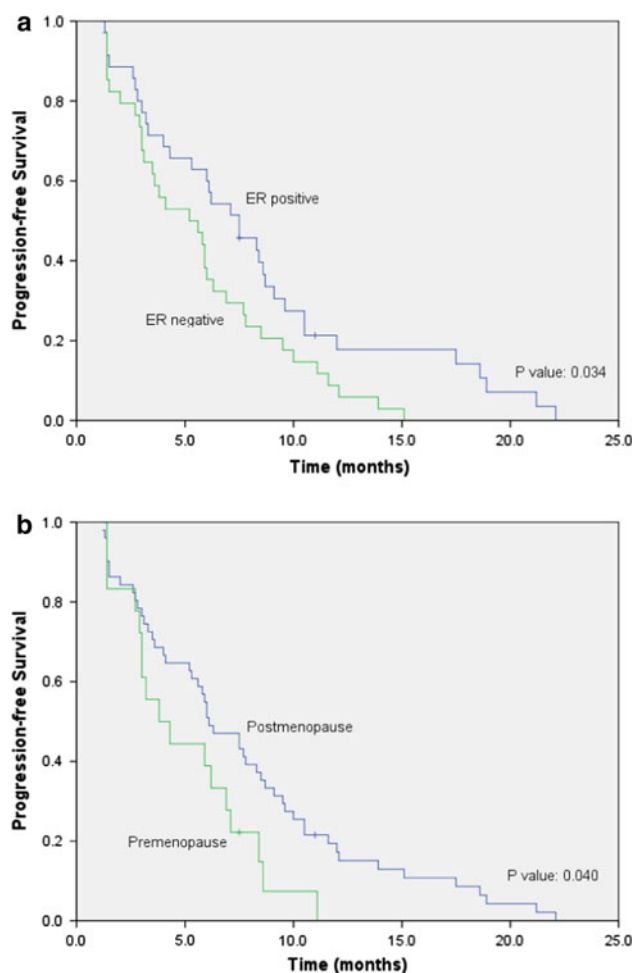 a
1.0
0.8
0.6
0.4
0.2
0.0
Progression-free Survival
ER positive
ER negative
P value: 0.034
0.0 5.0 10.0 15.0 20.0 25.0
Time (months)
b
1.0
0.8
0.6
0.4
0.2
0.0
Progression-free Survival
Postmenopause
Premenopause
P value: 0.040
0.0 5.0 10.0 15.0 20.0 25.0
Time (months)